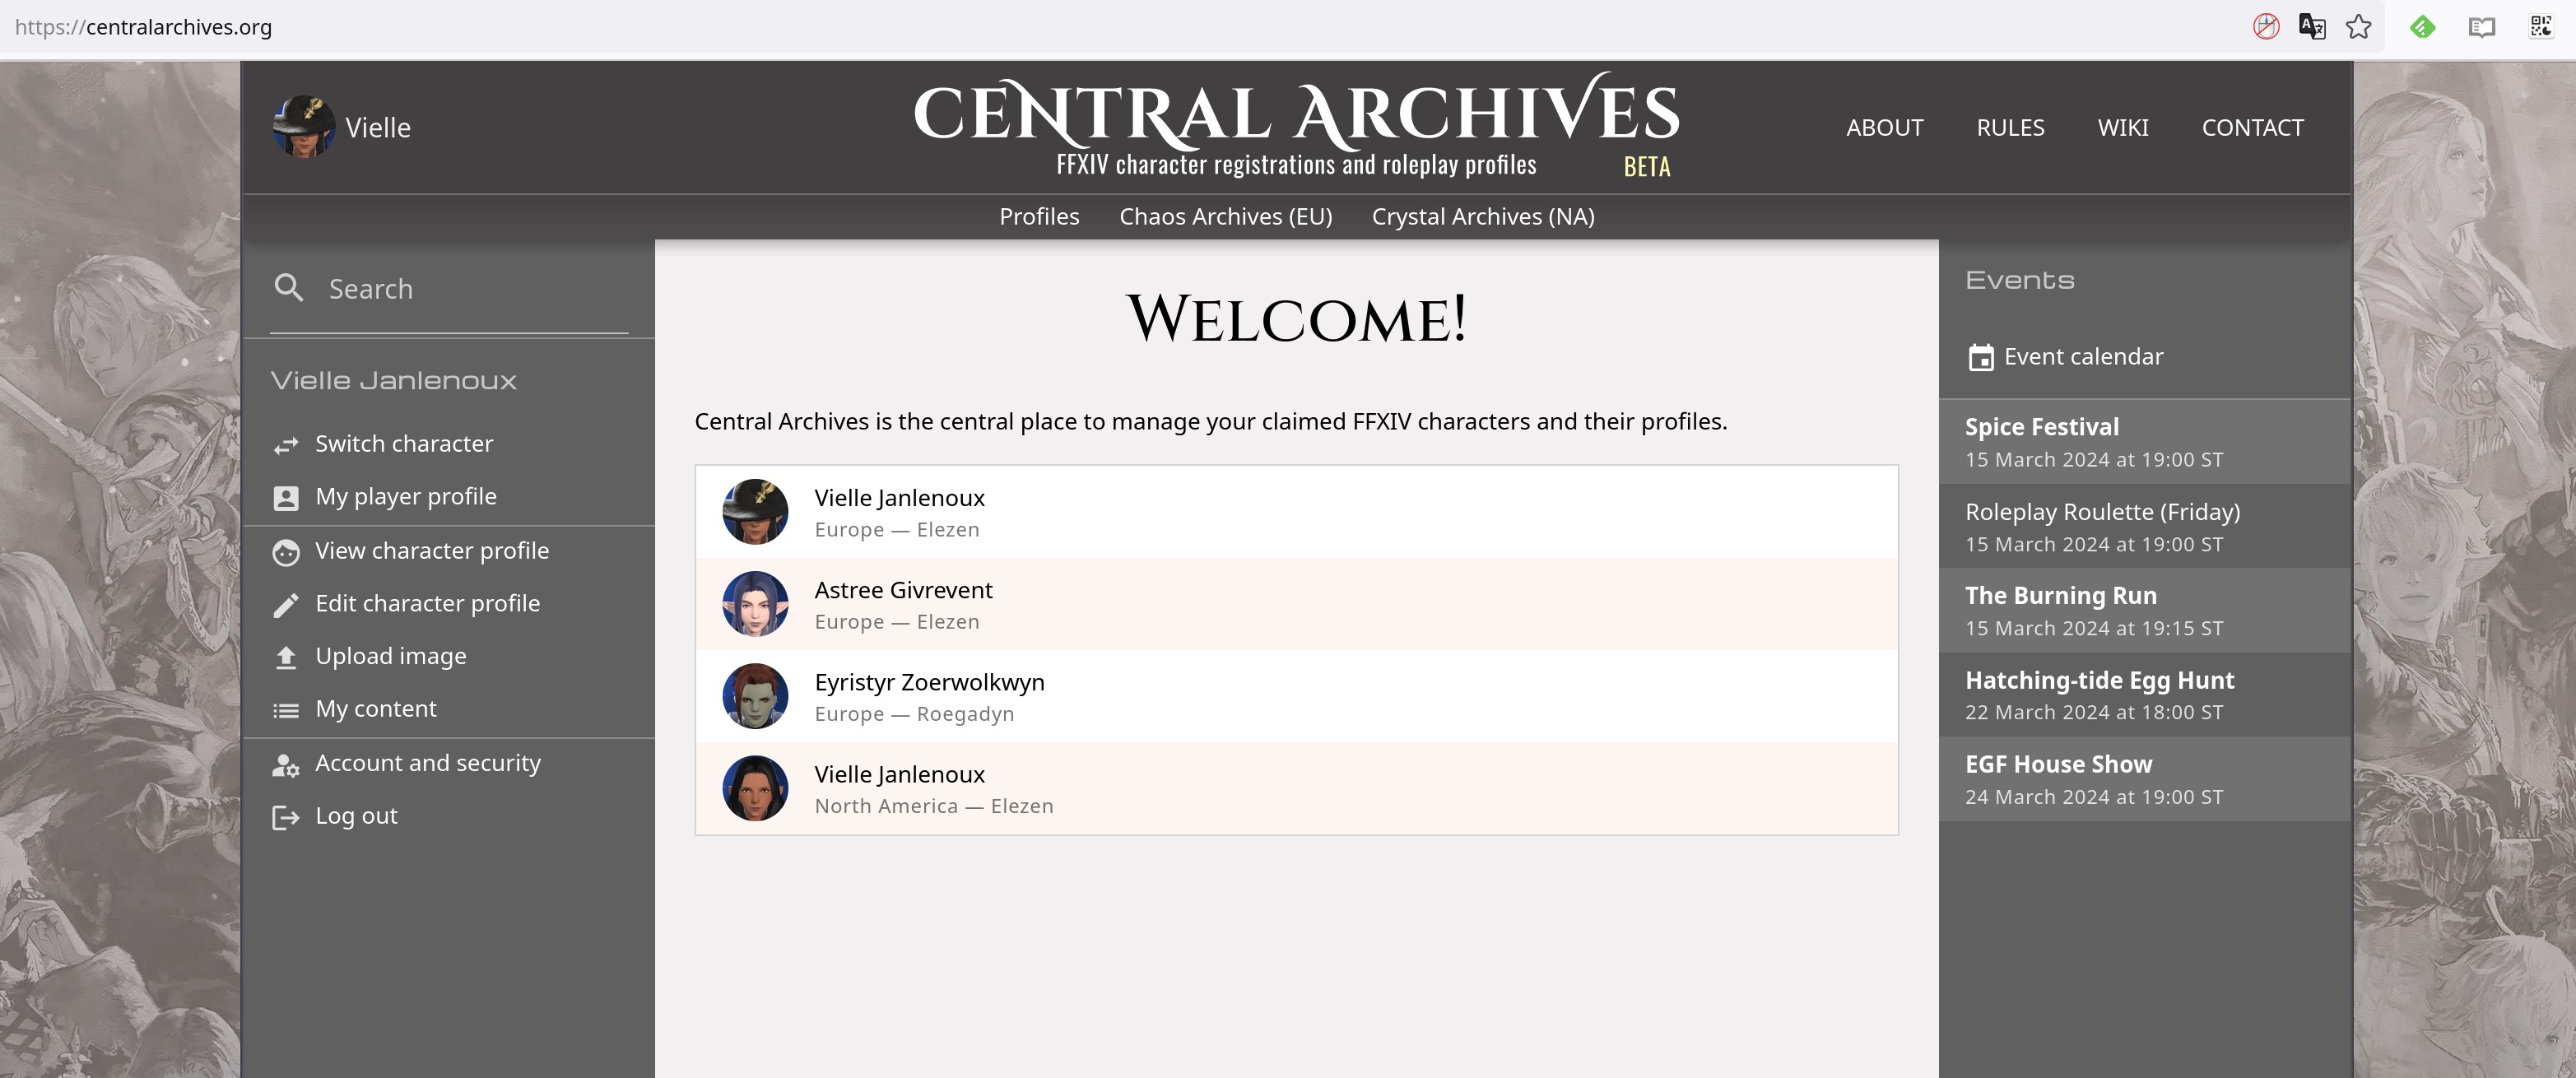 https://centralarchives.org
Vielle
CENTRAL ARCHIVES
FFXIV character registrations and roleplay profiles
BETA
ABOUT RULES WIKI CONTACT
Profiles Chaos Archives (EU) Crystal Archives (NA)
Search
Vielle Janlenoux
Switch character
My player profile
View character profile
Edit character profile
Upload image
My content
Account and security
Log out
WELCOME!
Central Archives is the central place to manage your claimed FFXIV characters and their profiles.
Vielle Janlenoux
Europe — Elezen
Astree Givrevent
Europe — Elezen
Eyristyr Zoerwolkwyn
Europe — Roegadyn
Vielle Janlenoux
North America — Elezen
Events
Event calendar
Spice Festival
15 March 2024 at 19:00 ST
Roleplay Roulette (Friday)
15 March 2024 at 19:00 ST
The Burning Run
15 March 2024 at 19:15 ST
Hatching-tide Egg Hunt
22 March 2024 at 18:00 ST
EGF House Show
24 March 2024 at 19:00 ST